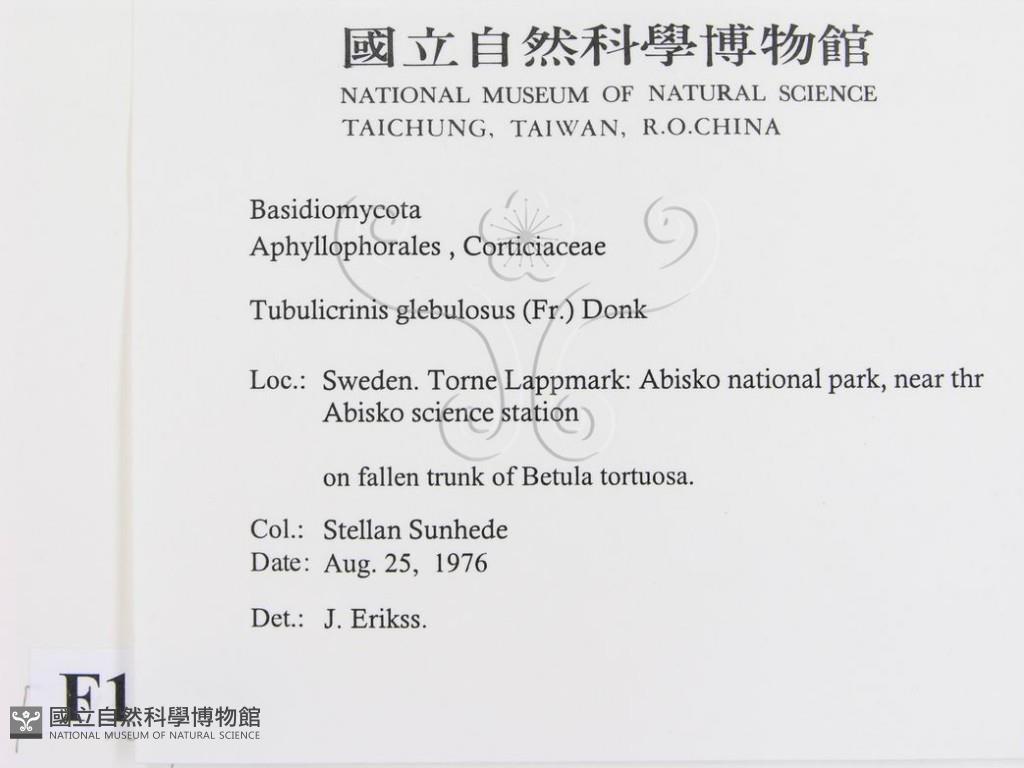 國立自然科學博物館
NATIONAL MUSEUM OF NATURAL SCIENCE
TAICHUNG, TAIWAN, R.O.CHINA
Basidiomycota
Aphyllophorales , Corticiaceae
Tubulicrinis glebulosus (Fr.) Donk
Loc.: Sweden. Torne Lappmark: Abisko national park, near thr
Abisko science station
on fallen trunk of Betula tortuosa.
Col.: Stellan Sunhede
Date: Aug. 25, 1976
Det.: J. Erikss.
F1
國立自然科學博物館
NATIONAL MUSEUM OF NATURAL SCIENCE